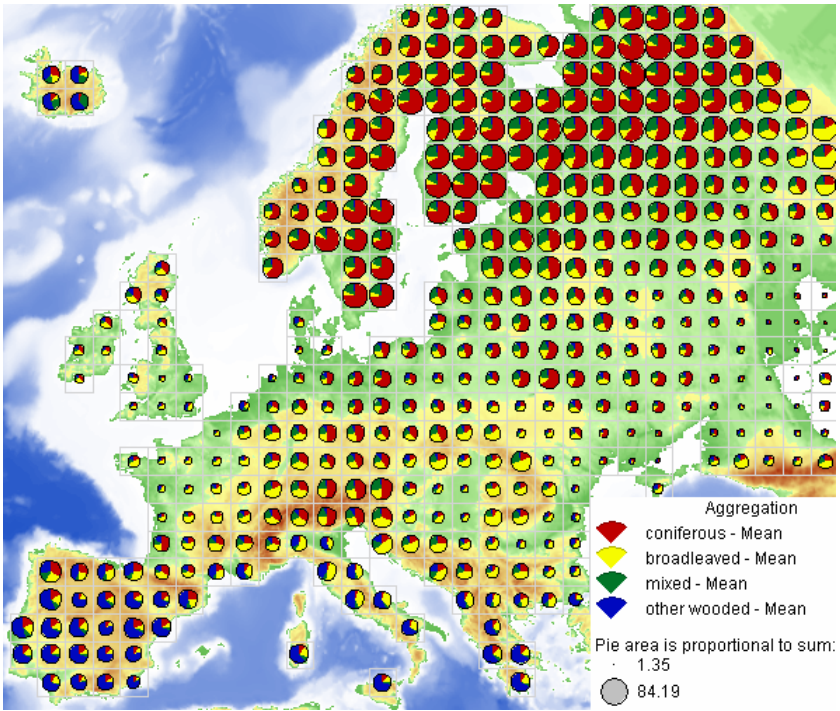 Aggregation
coniferous - Mean
broadleaved - Mean
mixed - Mean
other wooded - Mean
Pie area is proportional to sum:
1.35
84.19